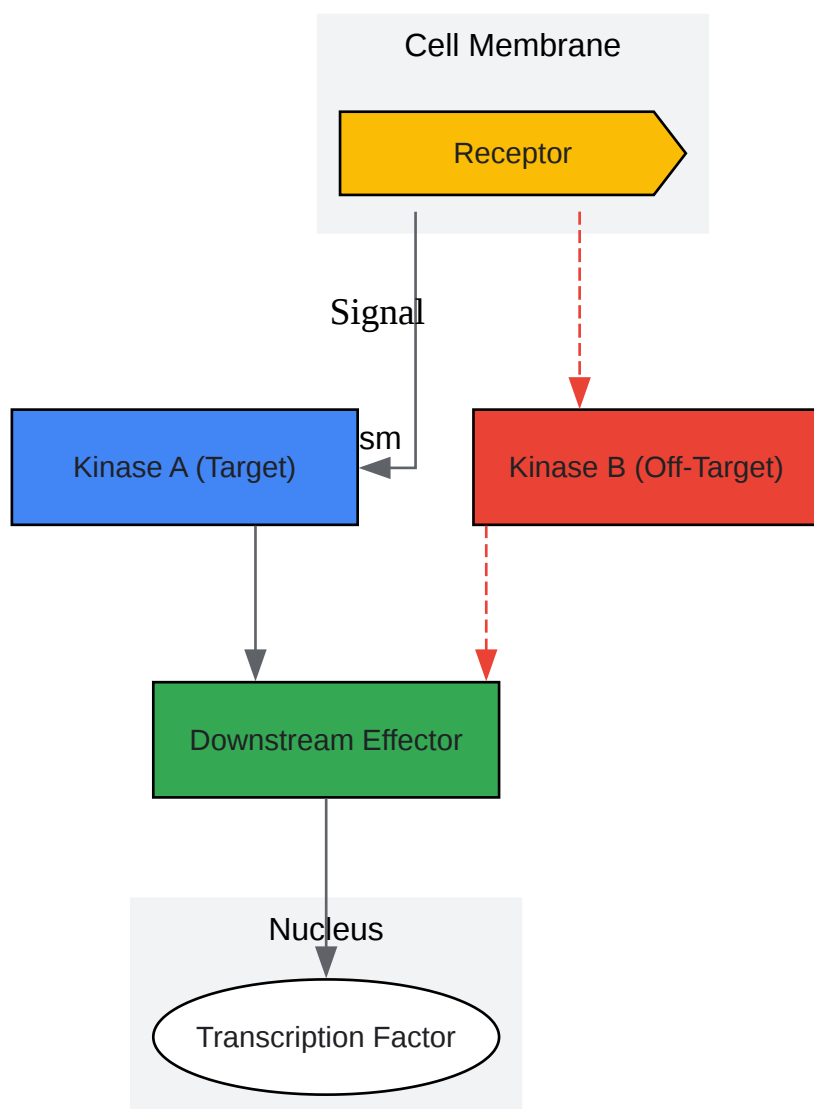 Cell Membrane
Receptor
Signal
sm
Kinase A (Target)
Kinase B (Off-Target)
Downstream Effector
Nucleus
Transcription Factor